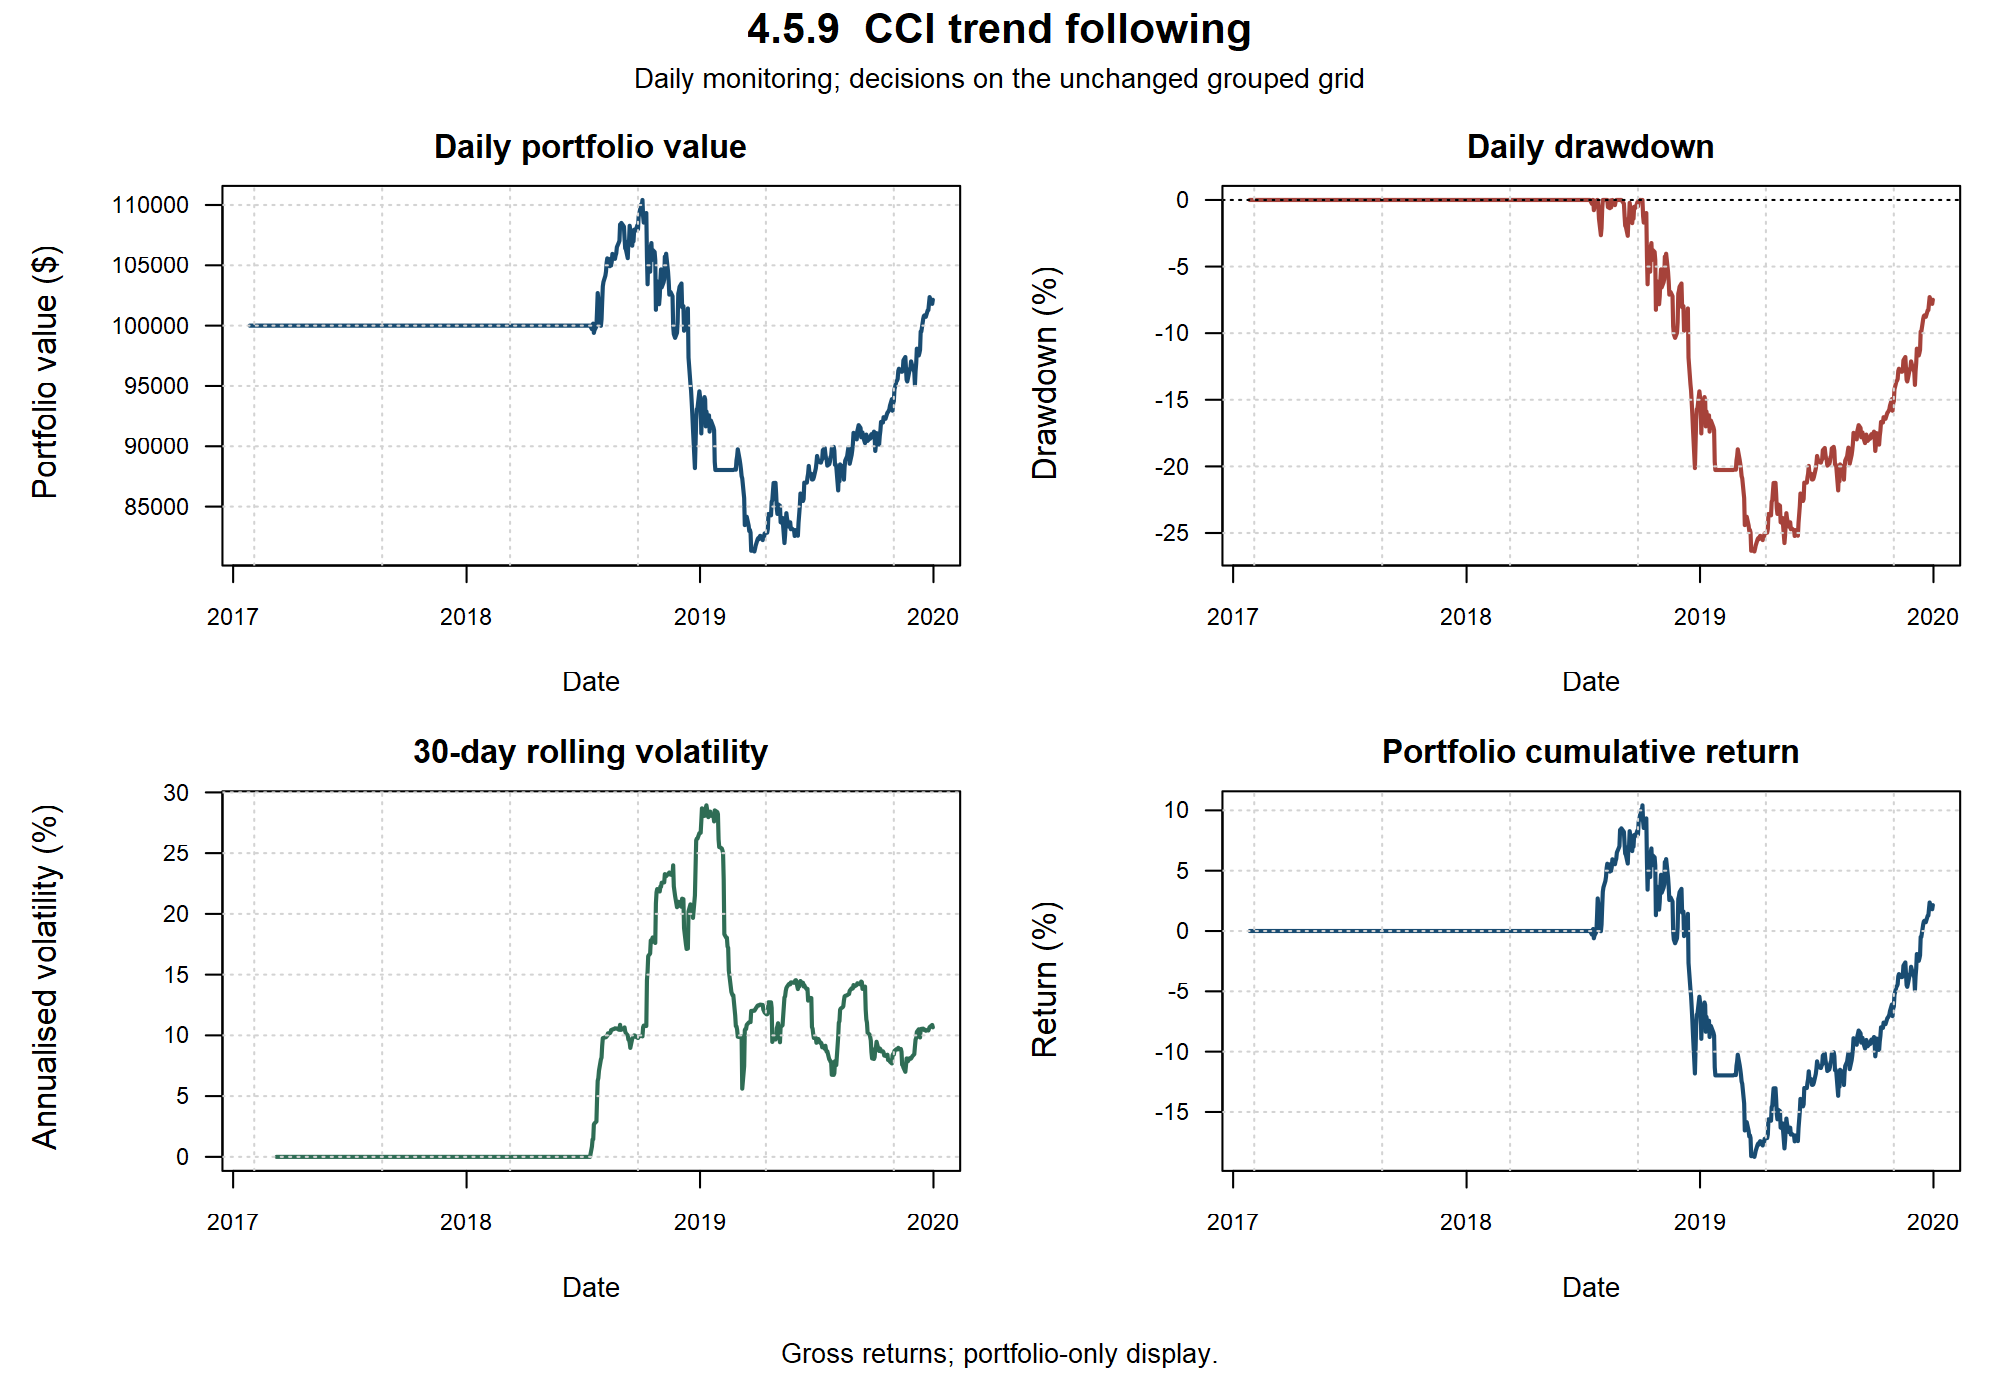 4.5.9  CCI trend following
Daily monitoring; decisions on the unchanged grouped grid
Daily portfolio value
Portfolio value ($)
110000
105000
100000
95000
90000
85000
2017 2018 2019 2020
Date
Daily drawdown
Drawdown (%)
0
-5
-10
-15
-20
-25
2017 2018 2019 2020
Date
30-day rolling volatility
Annualised volatility (%)
30
25
20
15
10
5
0
2017 2018 2019 2020
Date
Portfolio cumulative return
Return (%)
10
5
0
-5
-10
-15
2017 2018 2019 2020
Date
Gross returns; portfolio-only display.